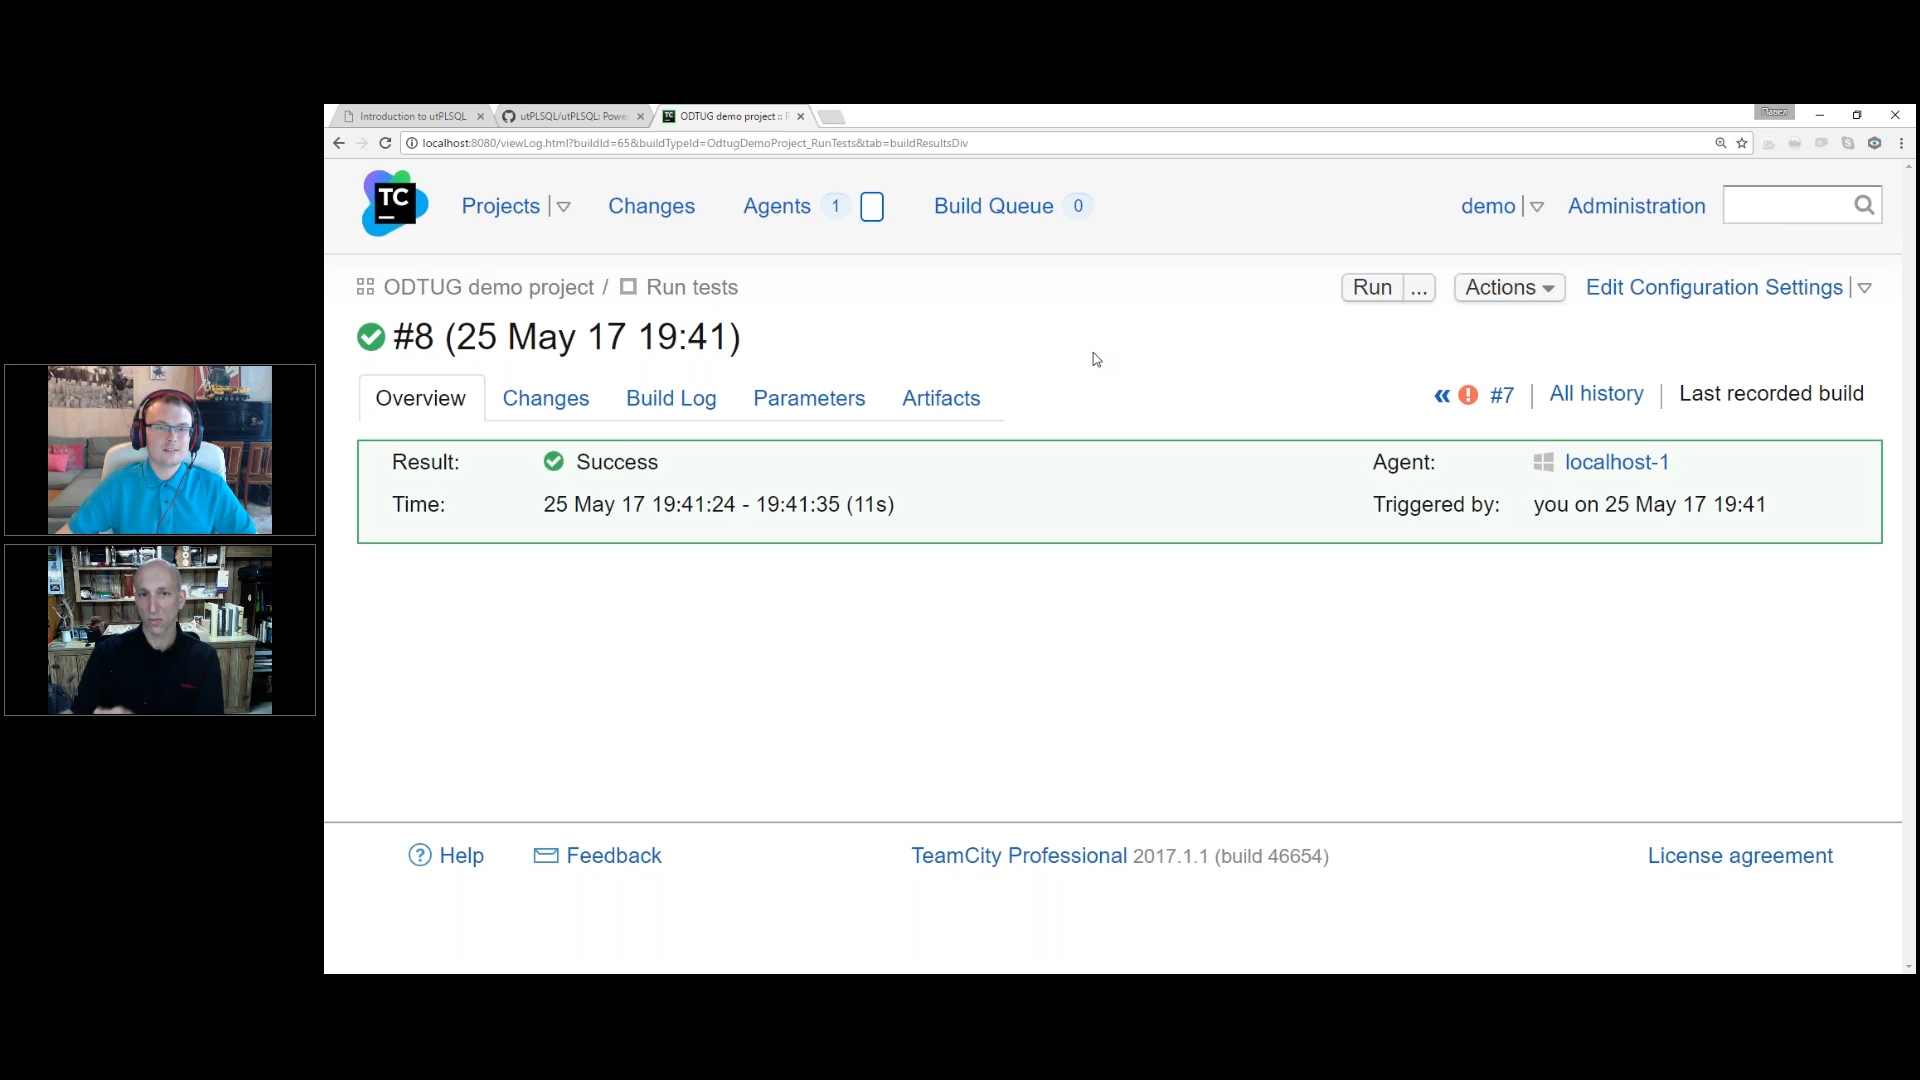 Introduction to utPLSQL
utPLSQL/utPLSQL: Powe
ODTUG demo project ::
Павел
localhost:8080/viewLog.html?buildId=65&buildTypeId=OdtugDemoProject_RunTests&tab=buildResultsDiv
TC
Projects
Changes
Agents 1
Build Queue 0
demo
Administration
ODTUG demo project / Run tests
Run ...
Actions
Edit Configuration Settings
#8 (25 May 17 19:41)
Overview
Changes
Build Log
Parameters
Artifacts
« #7
All history
Last recorded build
Result: Success
Agent: localhost-1
Time: 25 May 17 19:41:24 - 19:41:35 (11s)
Triggered by: you on 25 May 17 19:41
Help
Feedback
TeamCity Professional 2017.1.1 (build 46654)
License agreement